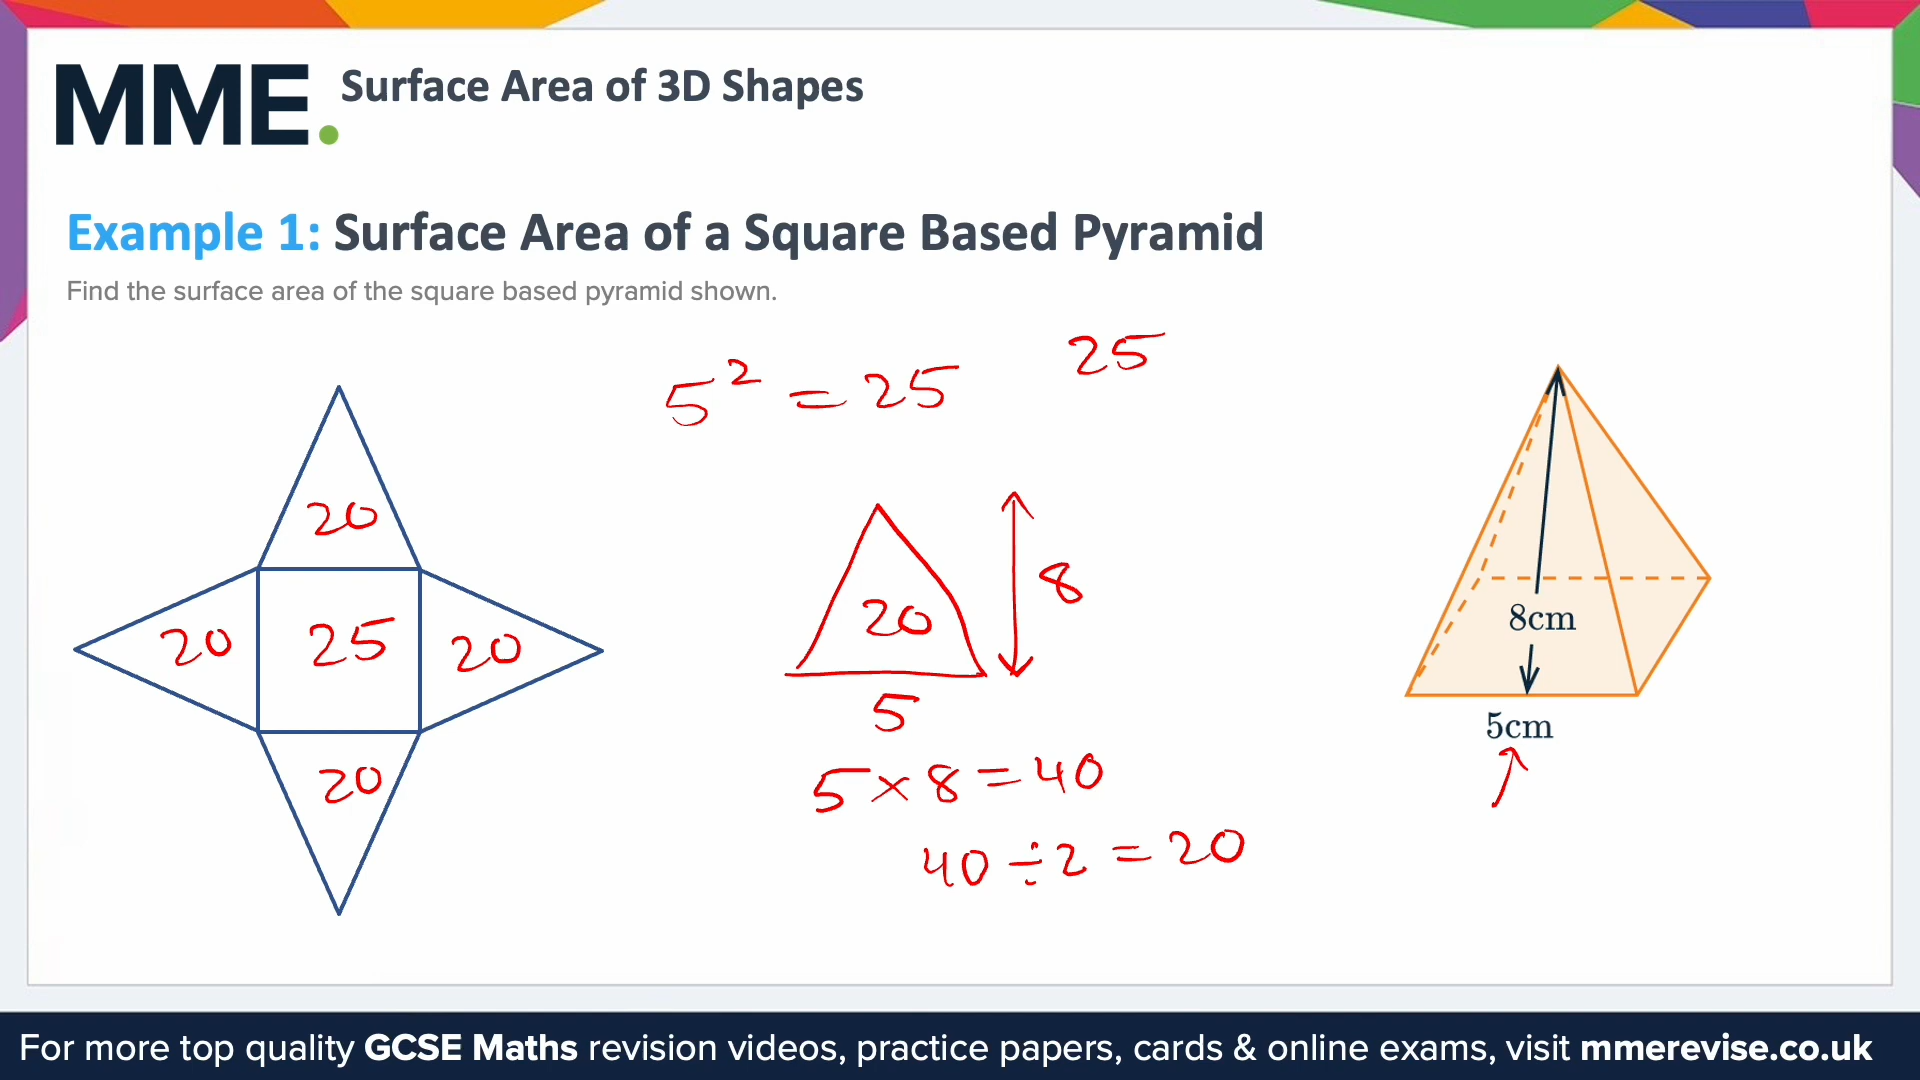 MME.
Surface Area of 3D Shapes
Example 1: Surface Area of a Square Based Pyramid
Find the surface area of the square based pyramid shown.
5² = 25
25
20
20
25
20
20
20
8
5
5 × 8 = 40
40 ÷ 2 = 20
8cm
5cm
For more top quality GCSE Maths revision videos, practice papers, cards & online exams, visit mmerevise.co.uk